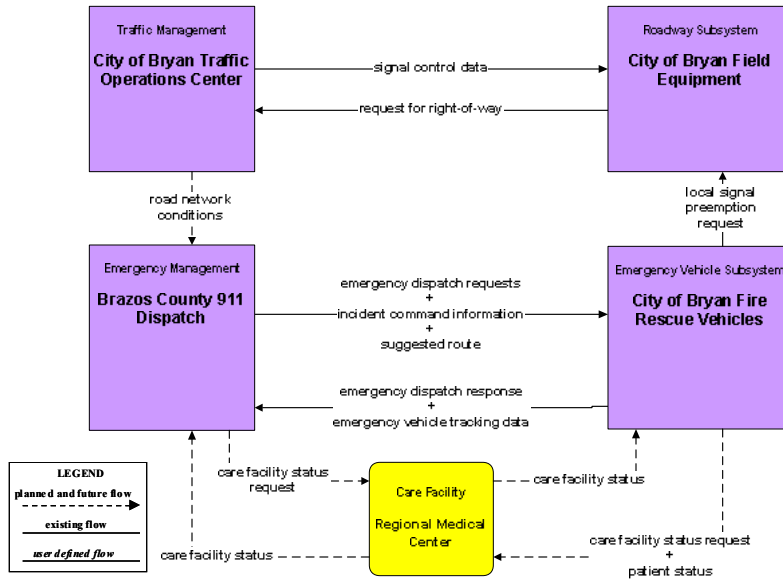 Traffic Management
City of Bryan Traffic
Operations Center
Roadway Subsystem
City of Bryan Field
Equipment
signal control data
request for right-of-way
road network
conditions
local signal
preemption
request
Emergency Management
Brazos County 911
Dispatch
Emergency Vehicle Subsystem
City of Bryan Fire
Rescue Vehicles
emergency dispatch requests
+
incident command information
+
suggested route
emergency dispatch response
+
emergency vehicle tracking data
LEGEND
planned and future flow
existing flow
user defined flow
care facility status
request
Care Facility
Regional Medical
Center
care facility status
care facility status
care facility status request
+
patient status